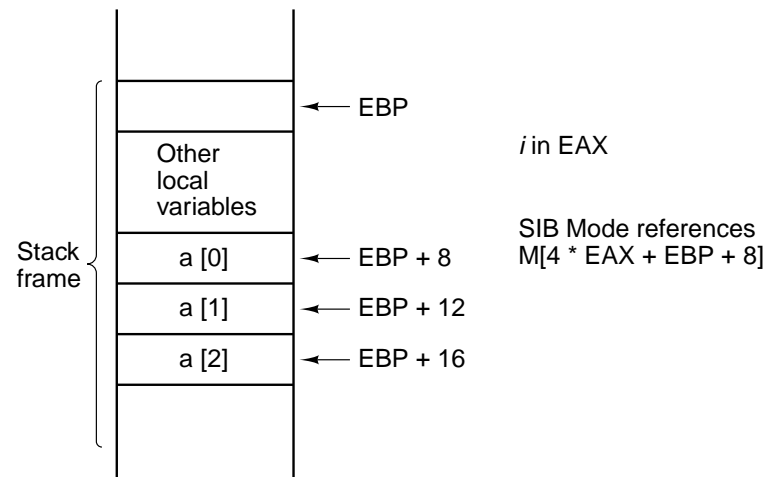 EBP
i in EAX
Other
local
variables
SIB Mode references
M[4 * EAX + EBP + 8]
Stack
frame
a [0]
EBP + 8
a [1]
EBP + 12
a [2]
EBP + 16